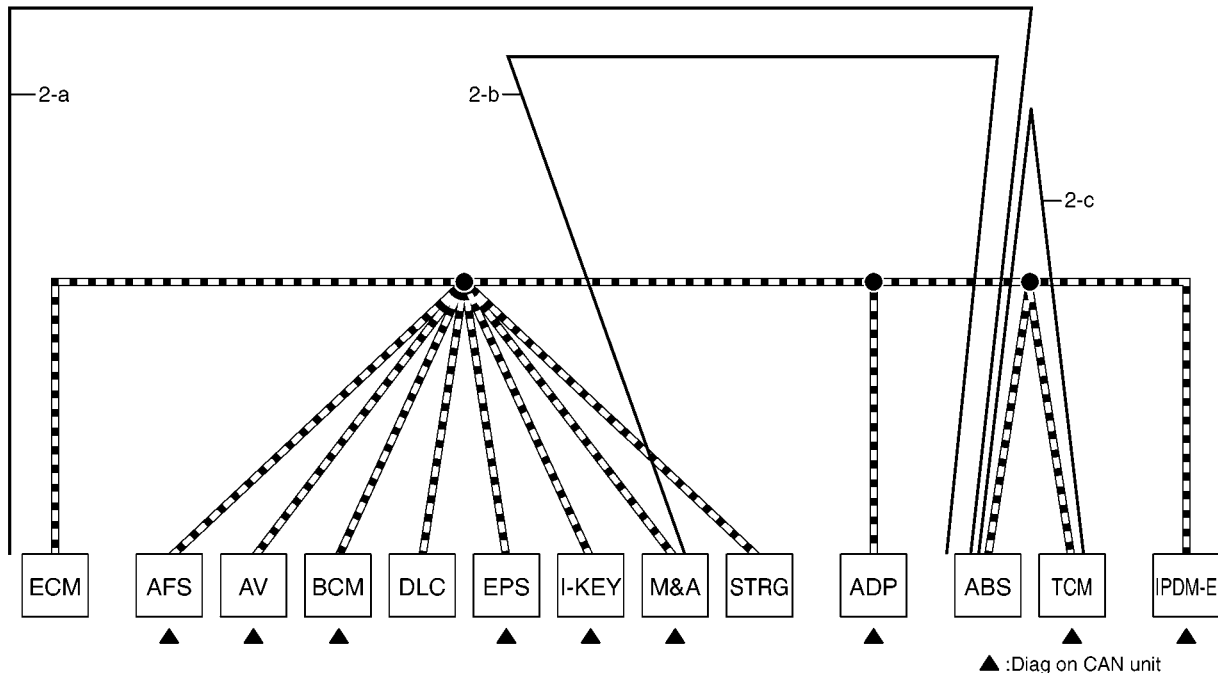 2-a
2-b
2-c
ECM AFS AV BCM DLC EPS I-KEY M&A STRG ADP ABS TCM IPDM-E
▲ :Diag on CAN unit